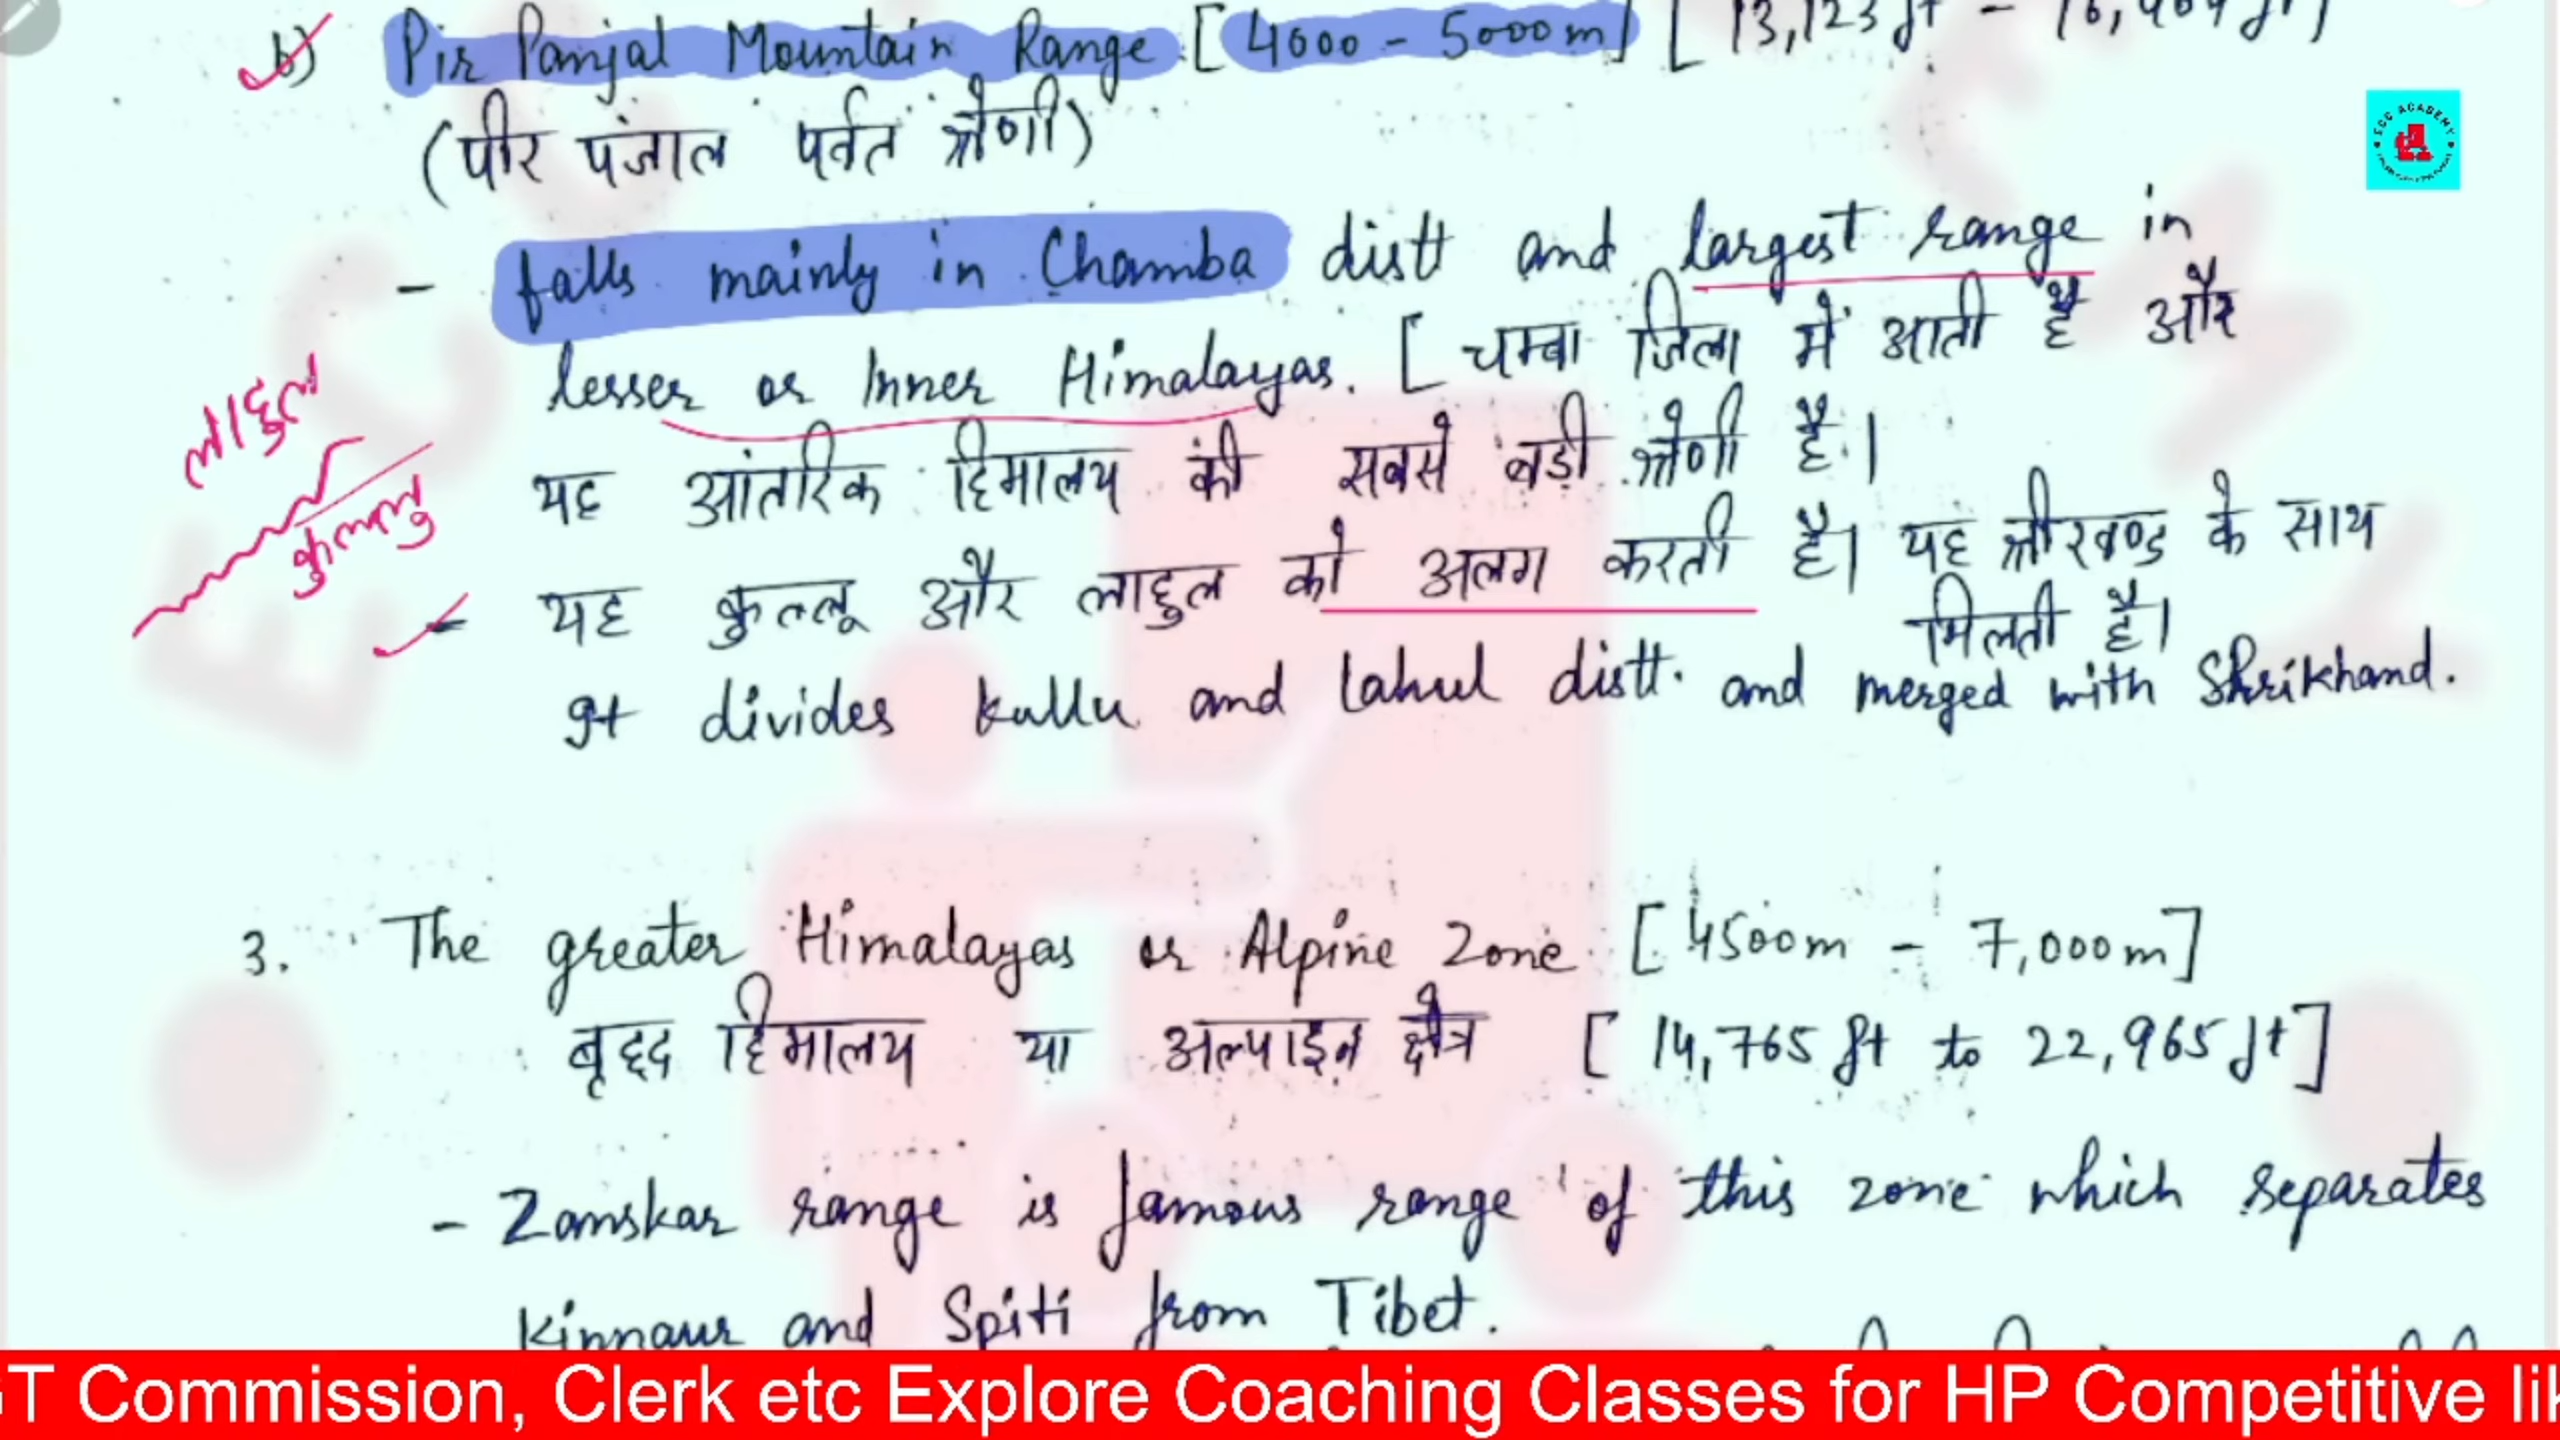 b) Pir Panjal Mountain Range [4000 - 5000m] [13,123 ft -
(पीर पंजाल पर्वत श्रेणी)
- falls mainly in Chamba distt and largest range in
lesser or Inner Himalayas. [चम्बा जिला में आती है और
यह आंतरिक हिमालय की सबसे बड़ी श्रेणी है।
लाहुल
कुल्लु
- यह कुल्लू और लाहुल को अलग करती है। यह श्रीखण्ड के साथ
मिलती है।
It divides kullu and Lahul distt. and merged with Shrikhand.
3. The greater Himalayas or Alpine Zone [4500m - 7,000m]
बृहद हिमालय या अल्पाइन क्षेत्र [14,765 ft to 22,965 ft]
- Zanskar range is famous range of this zone which separates
Kinnaur and Spiti from Tibet.
ECC ACADEMY
GT Commission, Clerk etc Explore Coaching Classes for HP Competitive lik